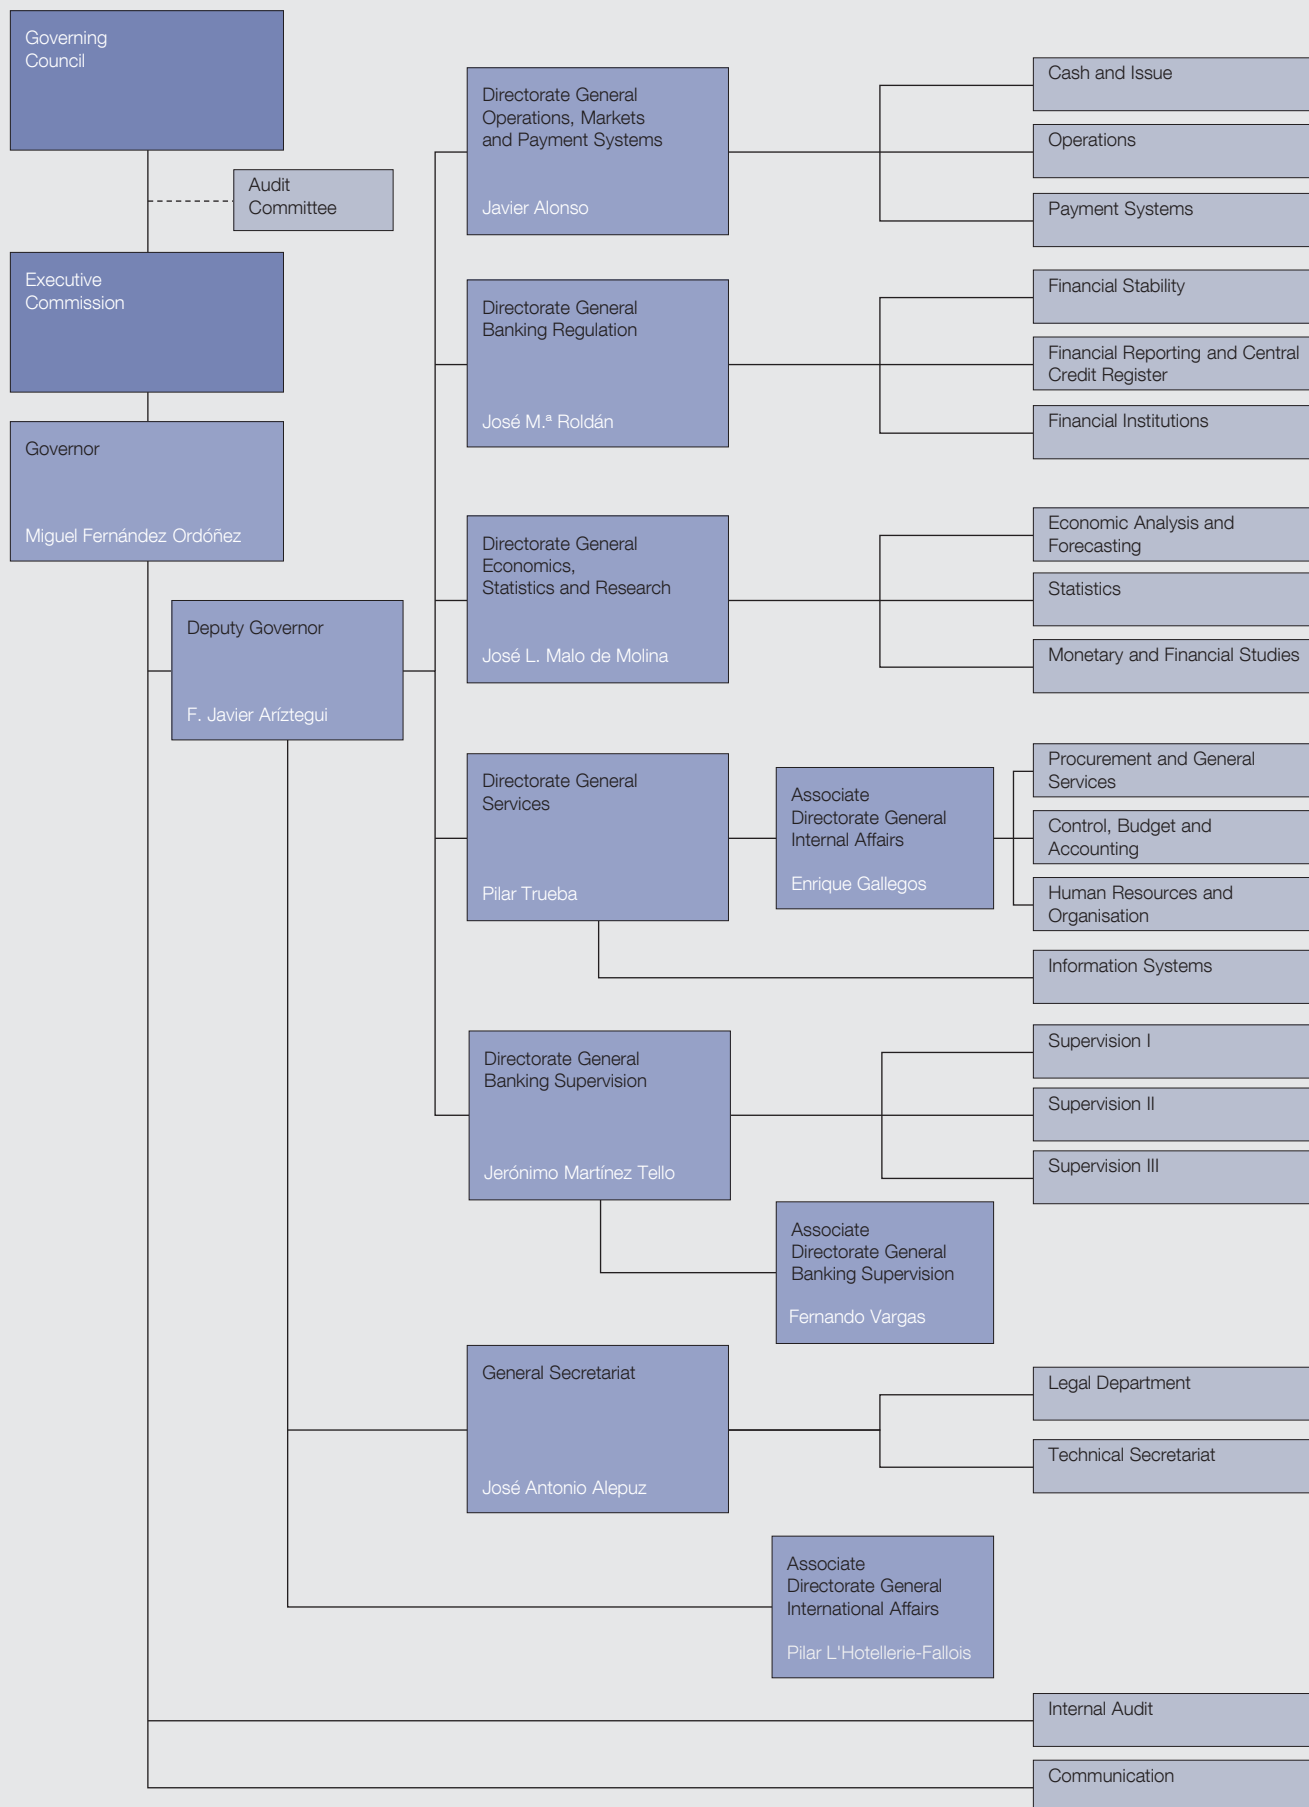 Governing
Council
Audit
Committee
Executive
Commission
Governor
Miguel Fernández Ordóñez
Deputy Governor
F. Javier Aríztegui
Directorate General
Operations, Markets
and Payment Systems
Javier Alonso
Cash and Issue
Operations
Payment Systems
Directorate General
Banking Regulation
José M.ª Roldán
Financial Stability
Financial Reporting and Central
Credit Register
Financial Institutions
Directorate General
Economics,
Statistics and Research
José L. Malo de Molina
Economic Analysis and
Forecasting
Statistics
Monetary and Financial Studies
Directorate General
Services
Pilar Trueba
Associate
Directorate General
Internal Affairs
Enrique Gallegos
Procurement and General
Services
Control, Budget and
Accounting
Human Resources and
Organisation
Information Systems
Directorate General
Banking Supervision
Jerónimo Martínez Tello
Supervision I
Supervision II
Supervision III
Associate
Directorate General
Banking Supervision
Fernando Vargas
General Secretariat
José Antonio Alepuz
Legal Department
Technical Secretariat
Associate
Directorate General
International Affairs
Pilar L'Hotellerie-Fallois
Internal Audit
Communication